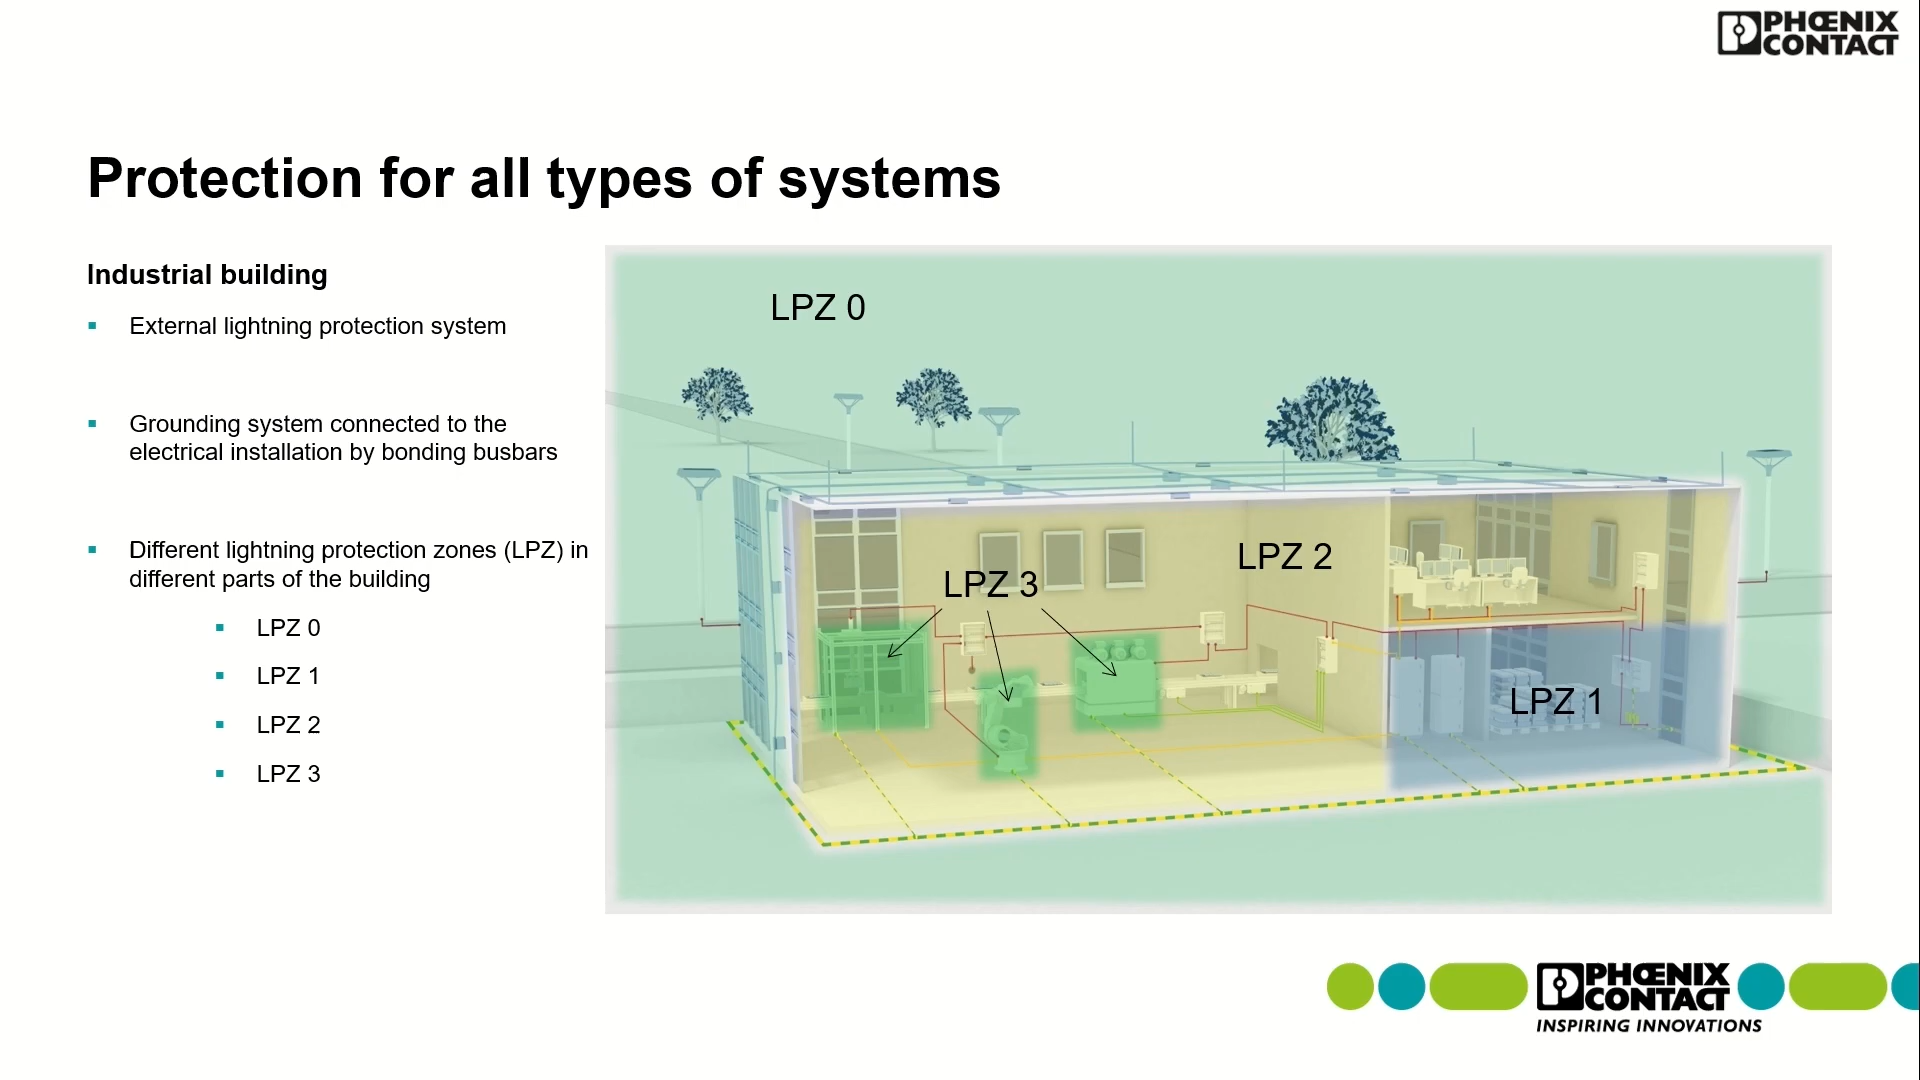 PHŒNIX
CONTACT
Protection for all types of systems
Industrial building
▪ External lightning protection system
▪ Grounding system connected to the
electrical installation by bonding busbars
▪ Different lightning protection zones (LPZ) in
different parts of the building
▪ LPZ 0
▪ LPZ 1
▪ LPZ 2
▪ LPZ 3
LPZ 0
LPZ 2
LPZ 3
LPZ 1
PHŒNIX
CONTACT
INSPIRING INNOVATIONS